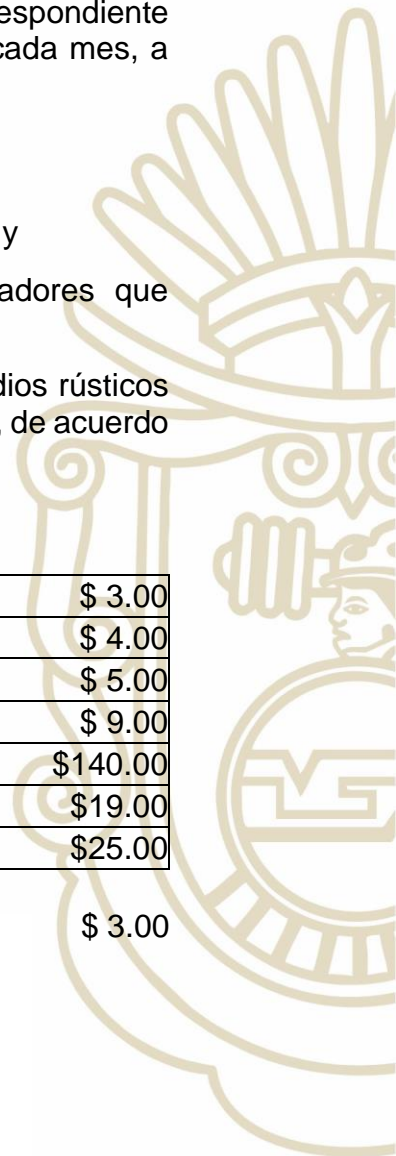 espondiente
cada mes, a
y
adores que
dios rústicos
, de acuerdo
$ 3.00
$ 4.00
$ 5.00
$ 9.00
$140.00
$19.00
$25.00
$ 3.00